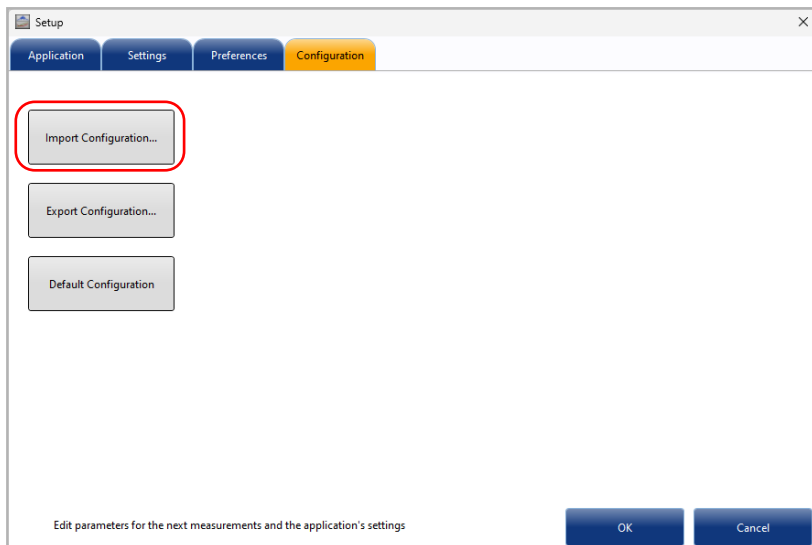 Setup
Application Settings Preferences Configuration
Import Configuration...
Export Configuration...
Default Configuration
Edit parameters for the next measurements and the application's settings
OK Cancel